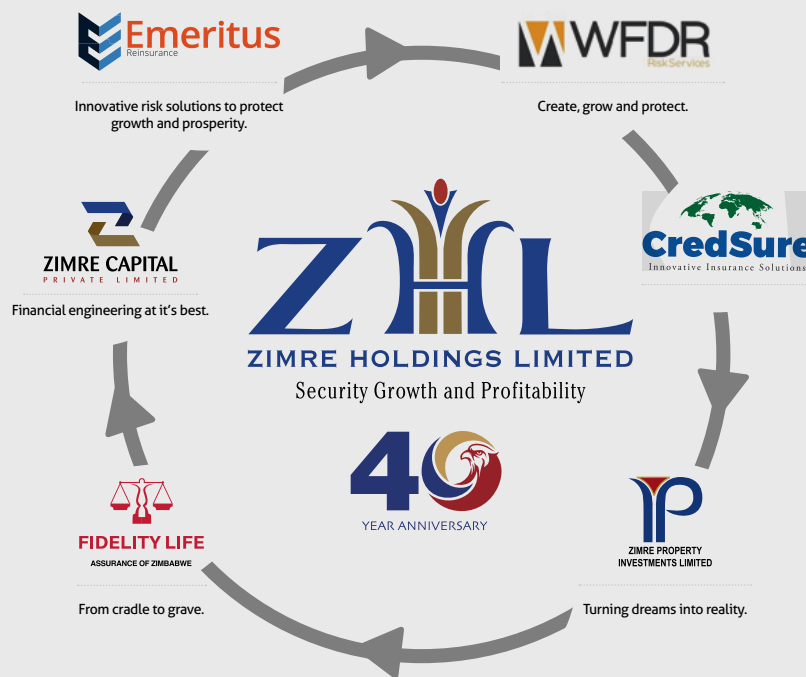 Emeritus
Reinsurance
Innovative risk solutions to protect
growth and prosperity.
WFDR
RiskServices
Create, grow and protect.
CredSure
Innovative Insurance Solutions
ZIMRE CAPITAL
PRIVATE LIMITED
Financial engineering at it’s best.
ZHL
ZIMRE HOLDINGS LIMITED
Security Growth and Profitability
40
YEAR ANNIVERSARY
FIDELITY LIFE
ASSURANCE OF ZIMBABWE
From cradle to grave.
ZIMRE PROPERTY
INVESTMENTS LIMITED
Turning dreams into reality.